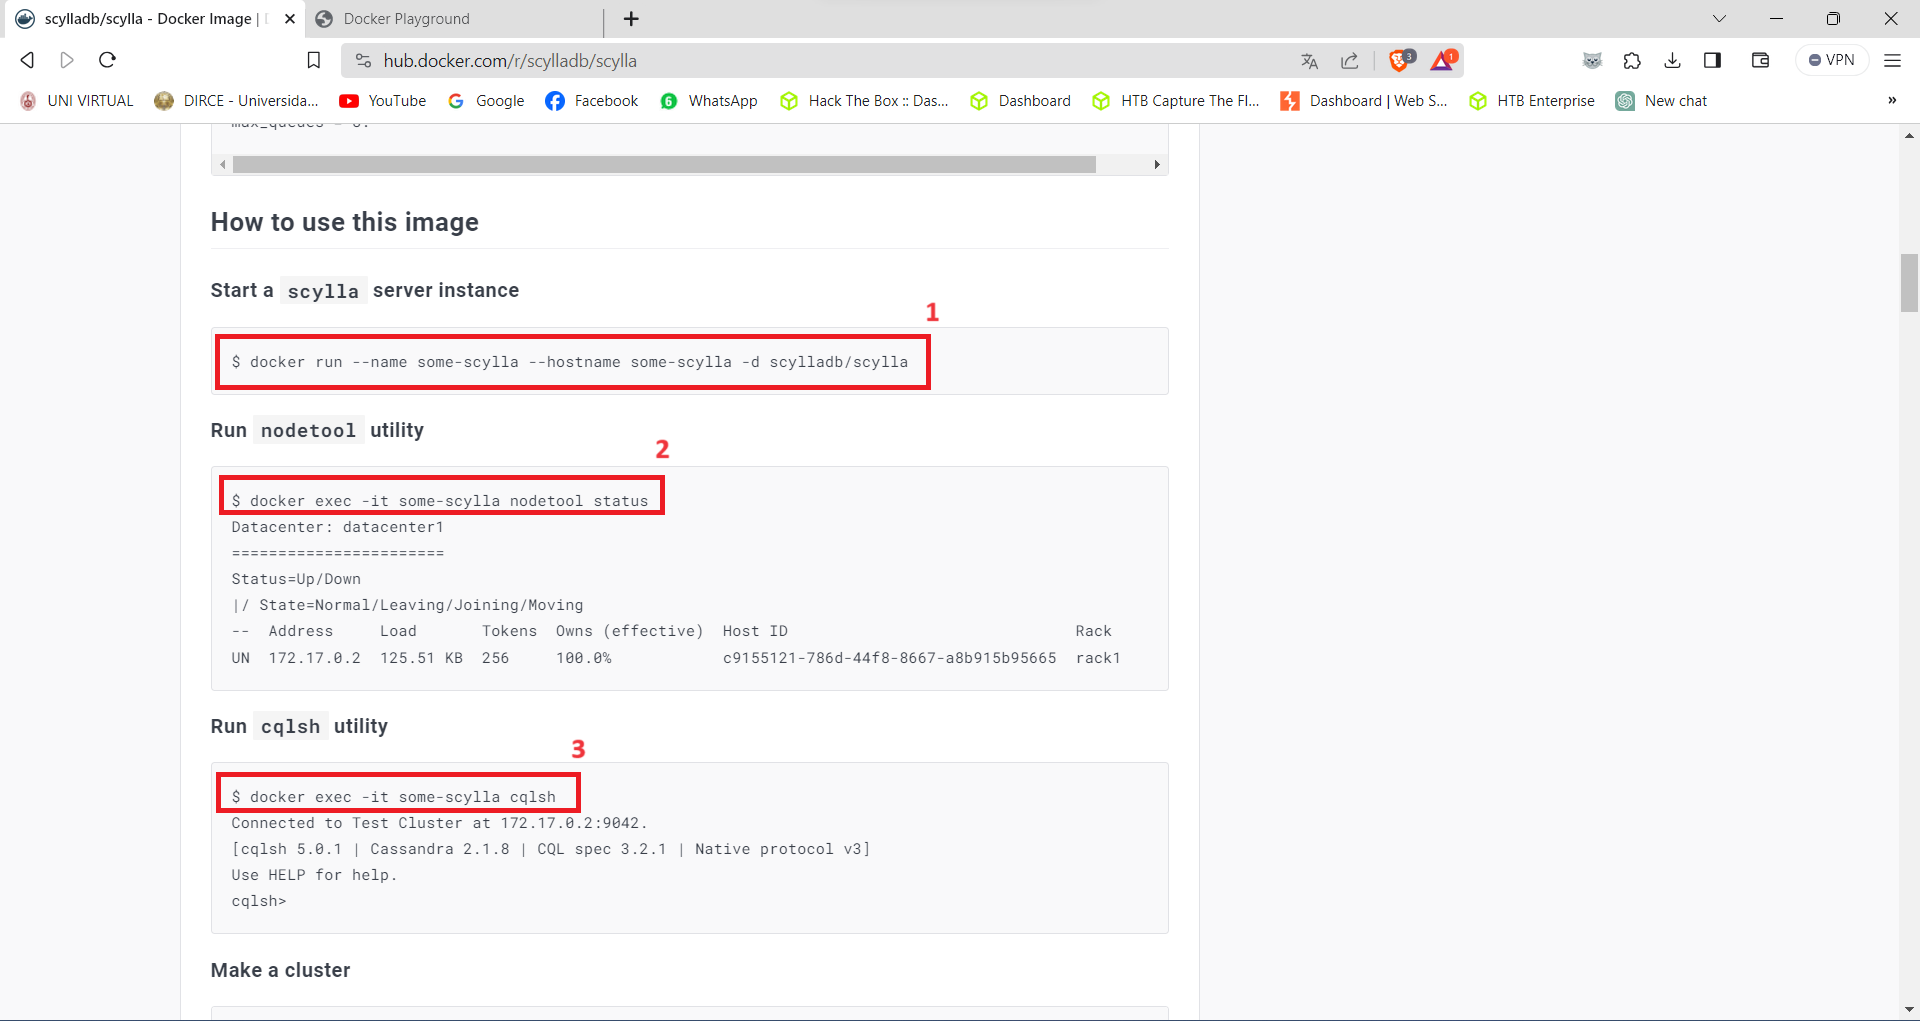 scylladb/scylla - Docker Image |
Docker Playground
hub.docker.com/r/scylladb/scylla
3
1
VPN
UNI VIRTUAL
DIRCE - Universida...
YouTube
Google
Facebook
6
WhatsApp
Hack The Box :: Das...
Dashboard
HTB Capture The Fl...
Dashboard | Web S...
HTB Enterprise
New chat
»
max_queues = 8.
How to use this image
Start a scylla server instance
1
$ docker run --name some-scylla --hostname some-scylla -d scylladb/scylla
Run nodetool utility
2
$ docker exec -it some-scylla nodetool status
Datacenter: datacenter1
=======================
Status=Up/Down
|/ State=Normal/Leaving/Joining/Moving
-- Address Load Tokens Owns (effective) Host ID Rack
UN 172.17.0.2 125.51 KB 256 100.0% c9155121-786d-44f8-8667-a8b915b95665 rack1
Run cqlsh utility
3
$ docker exec -it some-scylla cqlsh
Connected to Test Cluster at 172.17.0.2:9042.
[cqlsh 5.0.1 | Cassandra 2.1.8 | CQL spec 3.2.1 | Native protocol v3]
Use HELP for help.
cqlsh>
Make a cluster